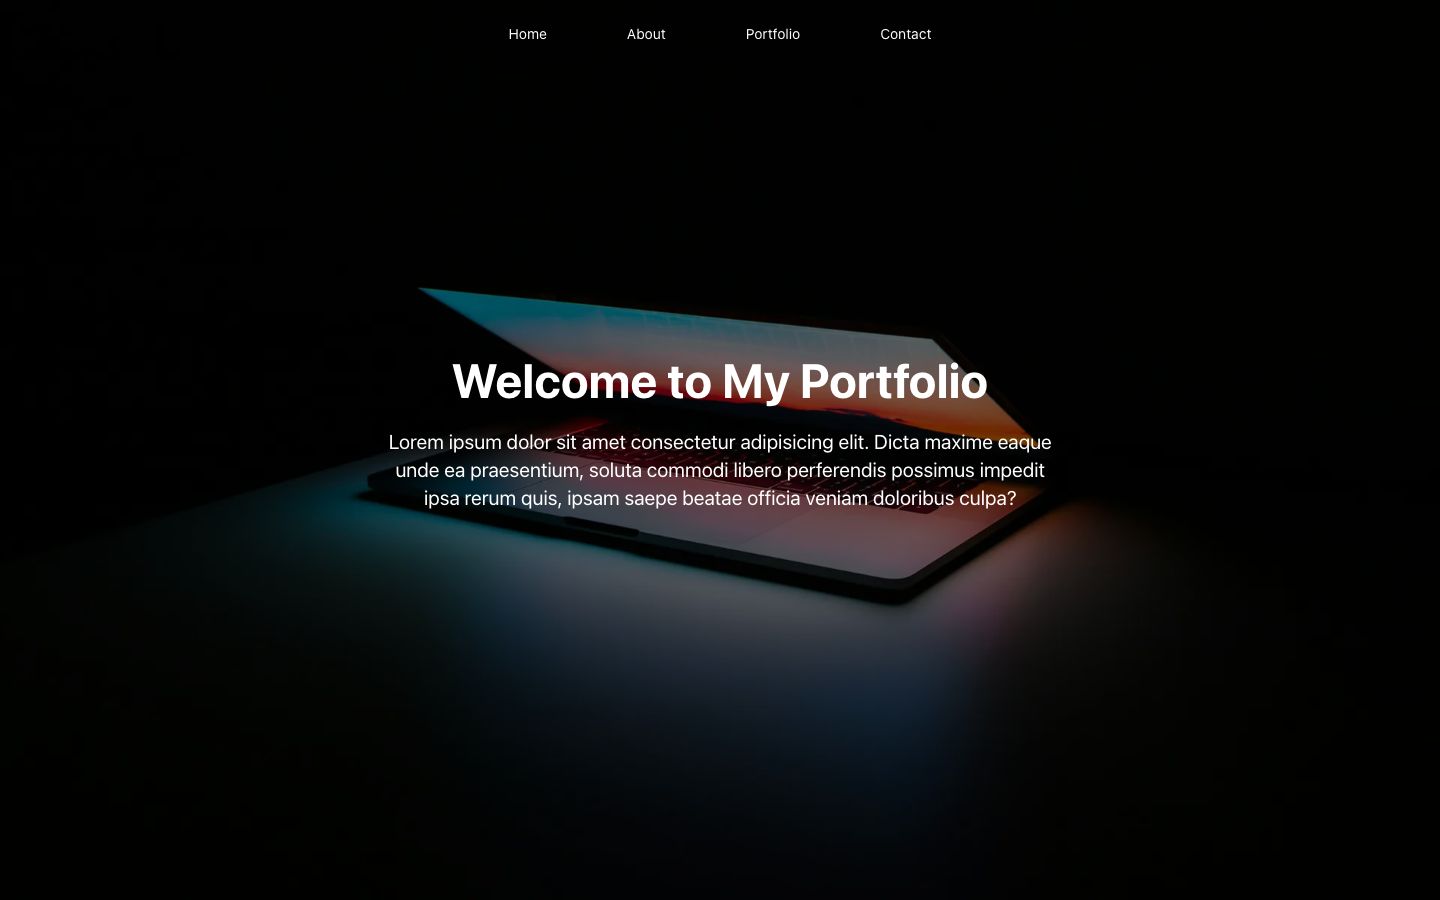 Home
About
Portfolio
Contact
Welcome to My Portfolio
Lorem ipsum dolor sit amet consectetur adipisicing elit. Dicta maxime eaque
unde ea praesentium, soluta commodi libero perferendis possimus impedit
ipsa rerum quis, ipsam saepe beatae officia veniam doloribus culpa?